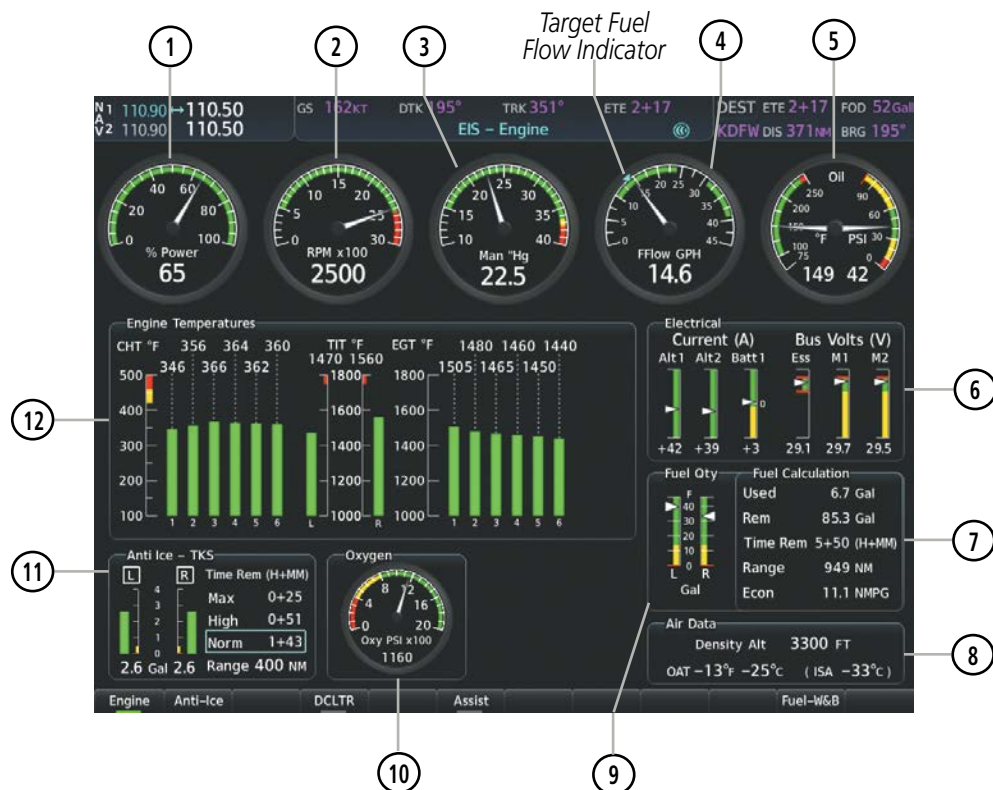 1
2
3
Target Fuel
Flow Indicator
4
5
NAV
1 110.90 ↔ 110.50
2 110.90 110.50
GS 162KT DTK 195° TRK 351° ETE 2+17
EIS – Engine
DEST ETE 2+17 FOD 52Gal
KDFW DIS 371NM BRG 195°
0 20 40 60 80 100
% Power
65
0 5 10 15 20 25 30
RPM x100
2500
10 15 20 25 30 35 40
Man "Hg
22.5
0 5 10 15 20 25 30 35 40 45
FFlow GPH
14.6
Oil
250 200 150 100 75
°F
149
90 60 30 0
PSI
42
Engine Temperatures
CHT °F
356 364 360
346 366 362
500
400
300
200
100
1 2 3 4 5 6
TIT °F
1470 1560
1800
1600
1400
1200
1000
L R
EGT °F
1480 1460 1440
1505 1465 1450
1800
1600
1400
1200
1000
1 2 3 4 5 6
Electrical
Current (A) Bus Volts (V)
Alt1 Alt2 Batt1 Ess M1 M2
0
+42 +39 +3 29.1 29.7 29.5
6
12
Fuel Qty
F
40
30
20
10
0
L R
Gal
Fuel Calculation
Used 6.7 Gal
Rem 85.3 Gal
Time Rem 5+50 (H+MM)
Range 949 NM
Econ 11.1 NMPG
7
11
Anti Ice – TKS
L R Time Rem (H+MM)
4
3
2
1
0
Max 0+25
High 0+51
Norm 1+43
2.6 Gal 2.6 Range 400 NM
Oxygen
0 4 8 12 16 20
Oxy PSI x100
1160
Air Data
Density Alt 3300 FT
OAT −13°F −25°C ( ISA −33°C )
8
Engine Anti–Ice DCLTR Assist Fuel–W&B
10
9